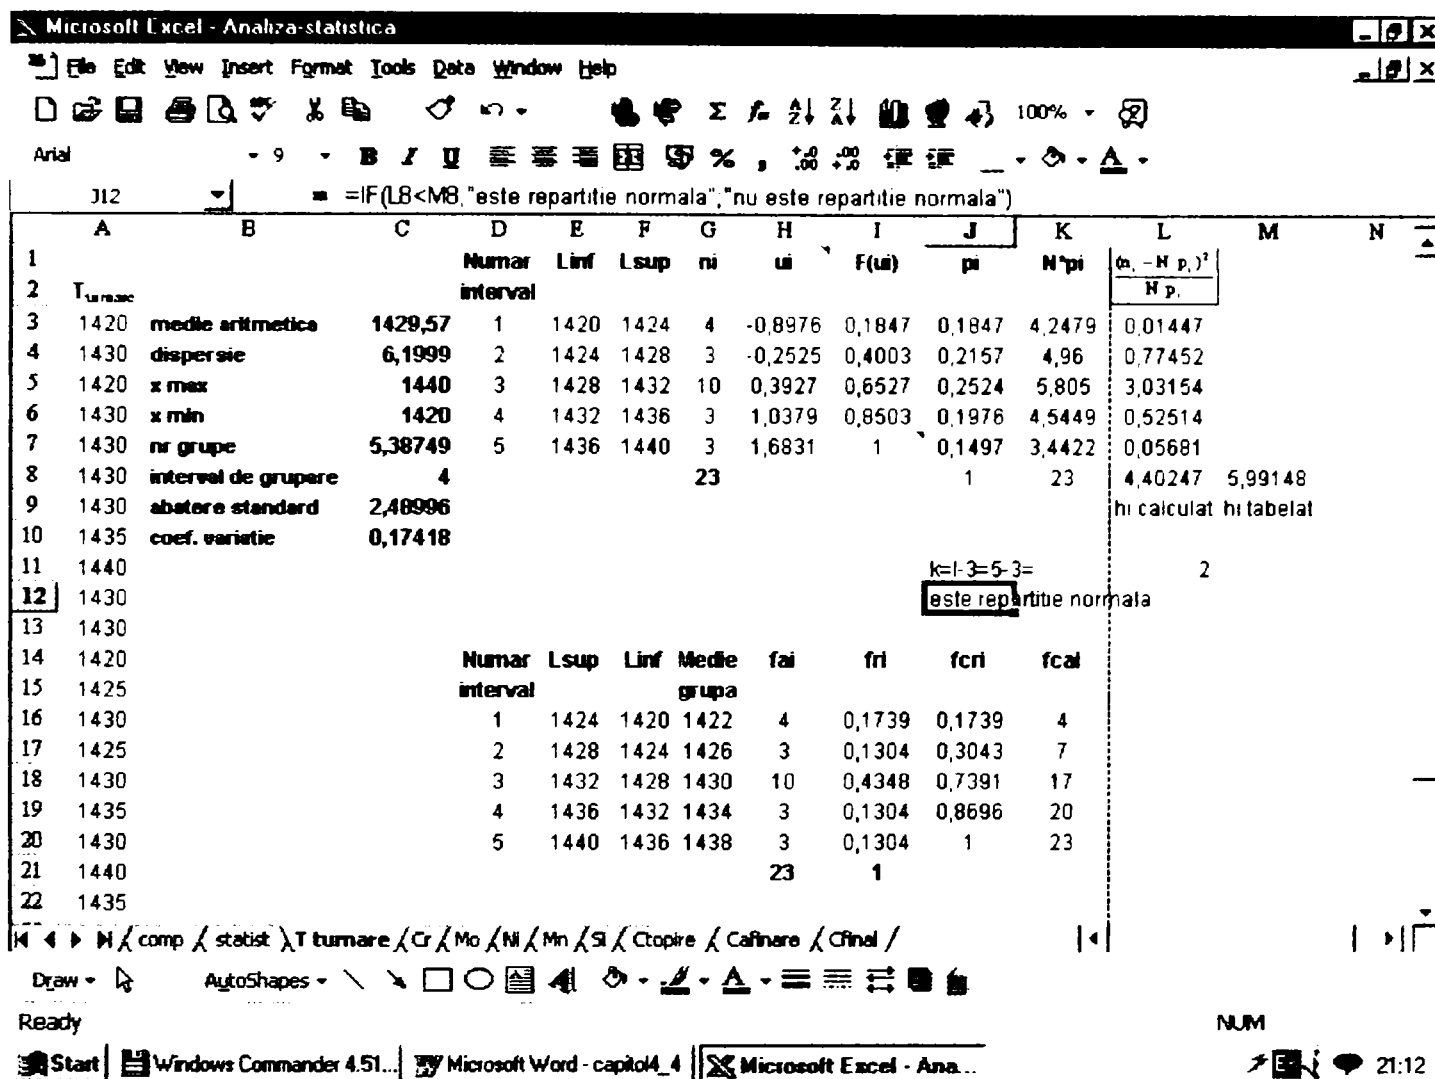 Microsoft Excel - Analiza-statistica
File Edit View Insert Format Tools Data Window Help
100%
Arial 9 B I U
J12 = =IF(L8<M8,"este repartitie normala";"nu este repartitie normala")
A B C D E F G H I J K L M N
1 Numar Linf Lsup ni ui F(ui) pi N*pi
2 interval
3 1420 medie aritmetica 1429,57 1 1420 1424 4 -0,8976 0,1847 0,1847 4,2479 0,01447
4 1430 dispersie 6,1999 2 1424 1428 3 -0,2525 0,4003 0,2157 4,96 0,77452
5 1420 x max 1440 3 1428 1432 10 0,3927 0,6527 0,2524 5,805 3,03154
6 1430 x min 1420 4 1432 1436 3 1,0379 0,8503 0,1976 4,5449 0,52514
7 1430 nr grupe 5,38749 5 1436 1440 3 1,6831 1 0,1497 3,4422 0,05681
8 1430 interval de grupare 4 23 1 23 4,40247 5,99148
9 1430 abatere standard 2,48996 hi calculat hi tabelat
10 1435 coef. variatie 0,17418
11 1440 k=l-3=5-3= 2
12 1430 este repartitie normala
13 1430
14 1420 Numar Lsup Linf Medie fai fri fcri fcai
15 1425 interval grupa
16 1430 1 1424 1420 1422 4 0,1739 0,1739 4
17 1425 2 1428 1424 1426 3 0,1304 0,3043 7
18 1430 3 1432 1428 1430 10 0,4348 0,7391 17
19 1435 4 1436 1432 1434 3 0,1304 0,8696 20
20 1430 5 1440 1436 1438 3 0,1304 1 23
21 1440 23 1
22 1435
comp statist T turnare Cr Mo Ni Mn Si Ctopire Cafinare Cfinal
Draw AutoShapes
Ready NUM
Start Windows Commander 4.51... Microsoft Word - capitol4_4 Microsoft Excel - Ana... 21:12